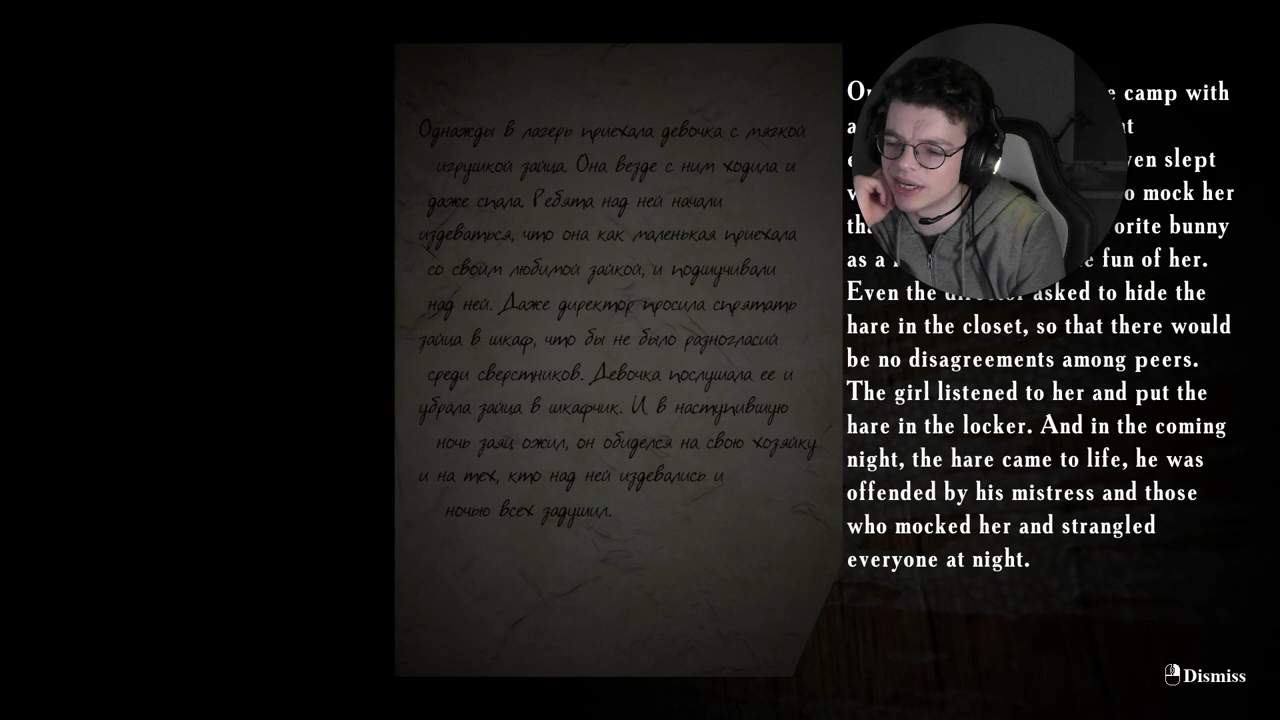 Однажды в лагерь приехала девочка с мягкой
игрушкой зайца. Она везде с ним ходила и
даже спала. Ребята над ней начали
издеваться, что она как маленькая приехала
со своим любимой зайкой, и подшучивали
над ней. Даже директор просила спрятать
зайца в шкаф, что бы не было разногласий
среди сверстников. Девочка послушала ее и
убрала зайца в шкафчик. И в наступившую
ночь заяц ожил, он обиделся на свою хозяйку
и на тех, кто над ней издевались и
ночью всех задушил.
camp with
slept
mock her
bunny
as a fun of her.
Even the asked to hide the
hare in the closet, so that there would
be no disagreements among peers.
The girl listened to her and put the
hare in the locker. And in the coming
night, the hare came to life, he was
offended by his mistress and those
who mocked her and strangled
everyone at night.
Dismiss